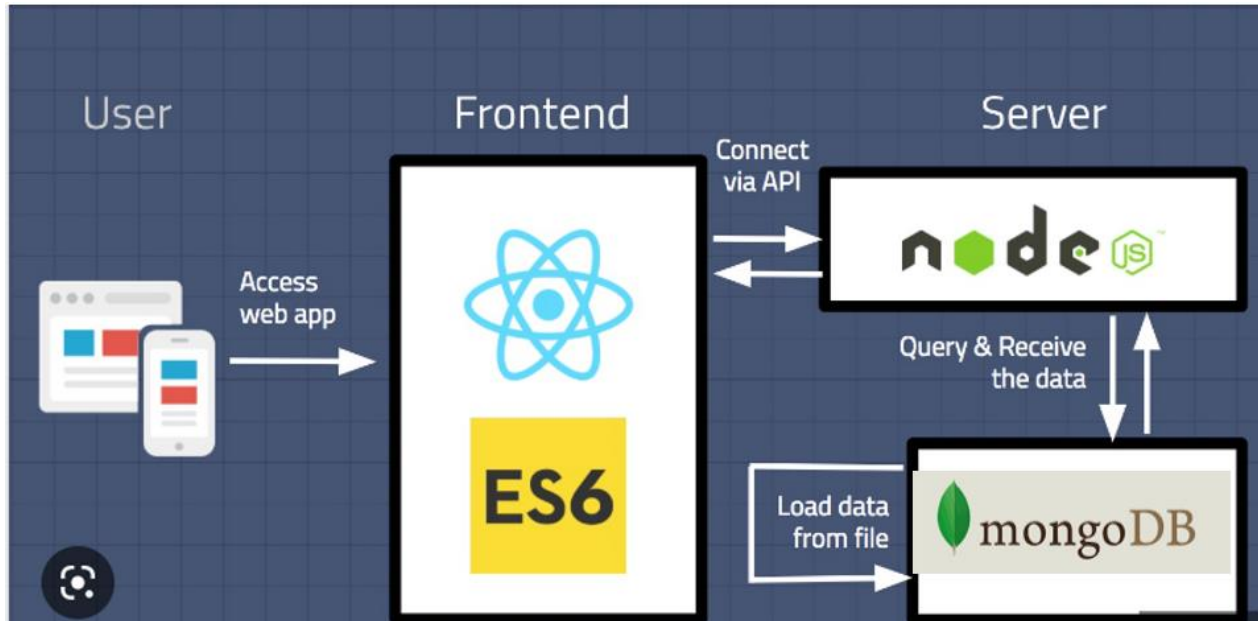 User
Frontend
Server
Connect
via API
node
JS
Access
web app
Query & Receive
the data
ES6
Load data
from file
mongoDB